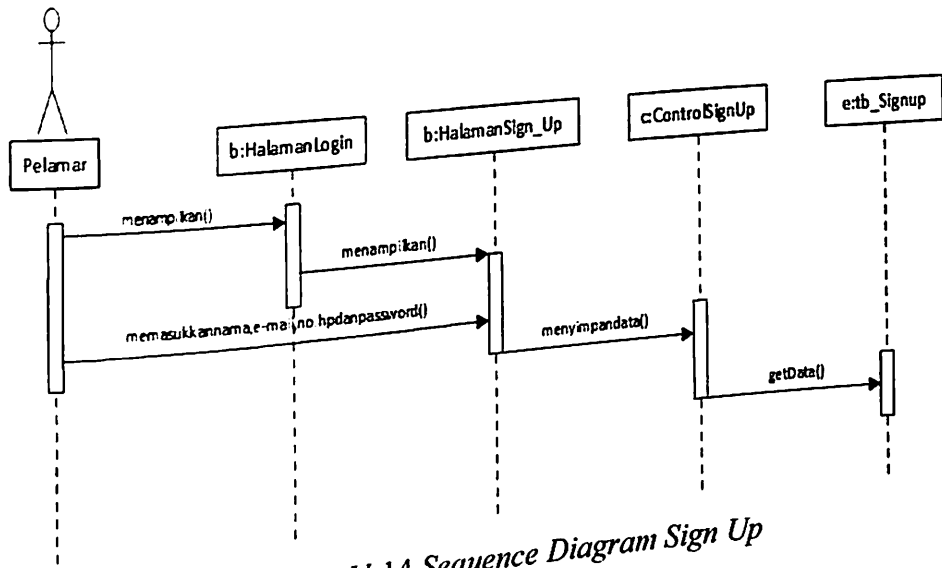 Pelamar
b:HalamanLogin
b:HalamanSign_Up
c:ControlSignUp
e:tb_Signup
menampilkan()
menampilkan()
memasukkannama,e-mail,no.hpdanpassword()
menyimpandata()
getData()
Sequence Diagram Sign Up